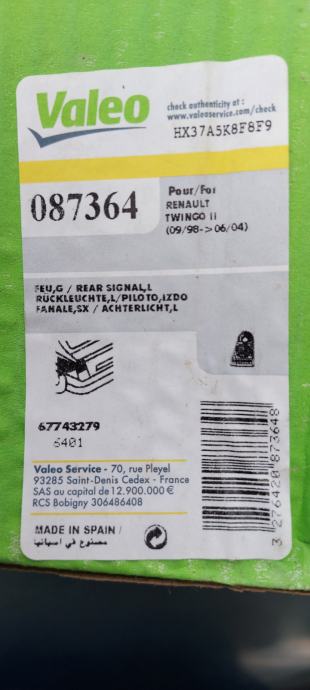 Valeo
check authenticity at :
www.valeoservice.com/check
HX37A5K8F8F9
087364
Pour/For
RENAULT
TWINGO II
(09/98->06/04)
FEU,G / REAR SIGNAL,L
RUCKLEUCHTE,L/PILOTO,IZDO
FANALE,SX / ACHTERLICHT,L
67743279
6401
Valeo Service - 70, rue Pleyel
93285 Saint-Denis Cedex - France
SAS au capital de 12.900.000 €
RCS Bobigny 306486408
MADE IN SPAIN /
مصنوع في اسبانيا
3 276420 873648